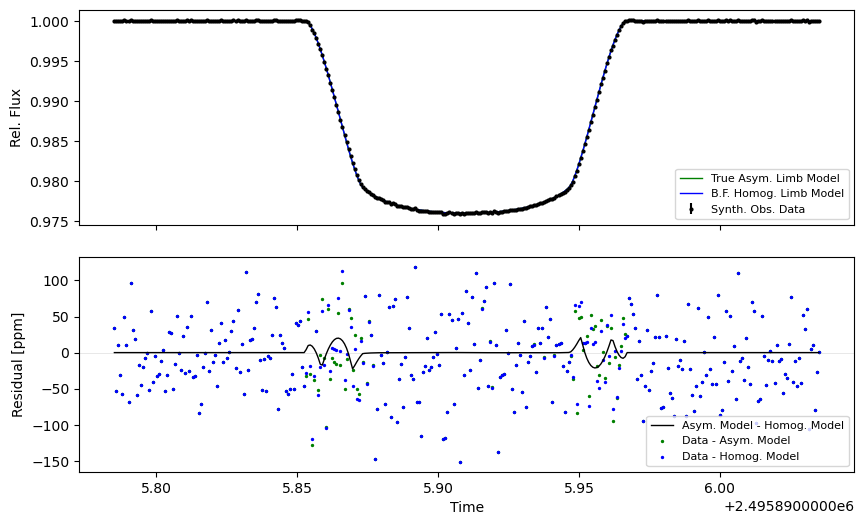 1.000
0.995
0.990
0.985
0.980
0.975
Rel. Flux
True Asym. Limb Model
B.F. Homog. Limb Model
Synth. Obs. Data
100
50
0
−50
−100
−150
Residual [ppm]
Asym. Model - Homog. Model
Data - Asym. Model
Data - Homog. Model
5.80
5.85
5.90
5.95
6.00
Time
+2.4958900000e6